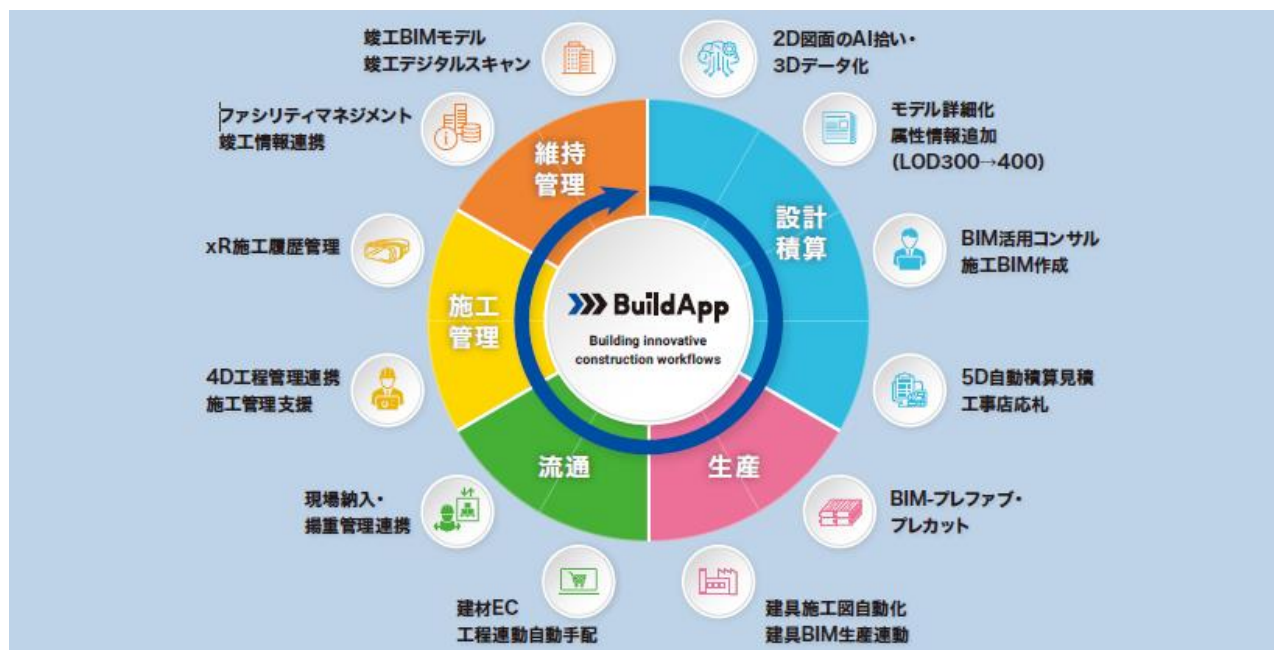 竣工BIMモデル
竣工デジタルスキャン
2D図面のAI拾い・
3Dデータ化
ファシリティマネジメント
竣工情報連携
モデル詳細化
属性情報追加
(LOD300→400)
維持
管理
設計
積算
xR施工履歴管理
BIM活用コンサル
施工BIM作成
施工
管理
BuildApp
Building innovative
construction workflows
4D工程管理連携
施工管理支援
5D自動積算見積
工事店応札
流通
生産
現場納入・
揚重管理連携
BIM-プレファブ・
プレカット
建材EC
工程連動自動手配
建具施工図自動化
建具BIM生産連動